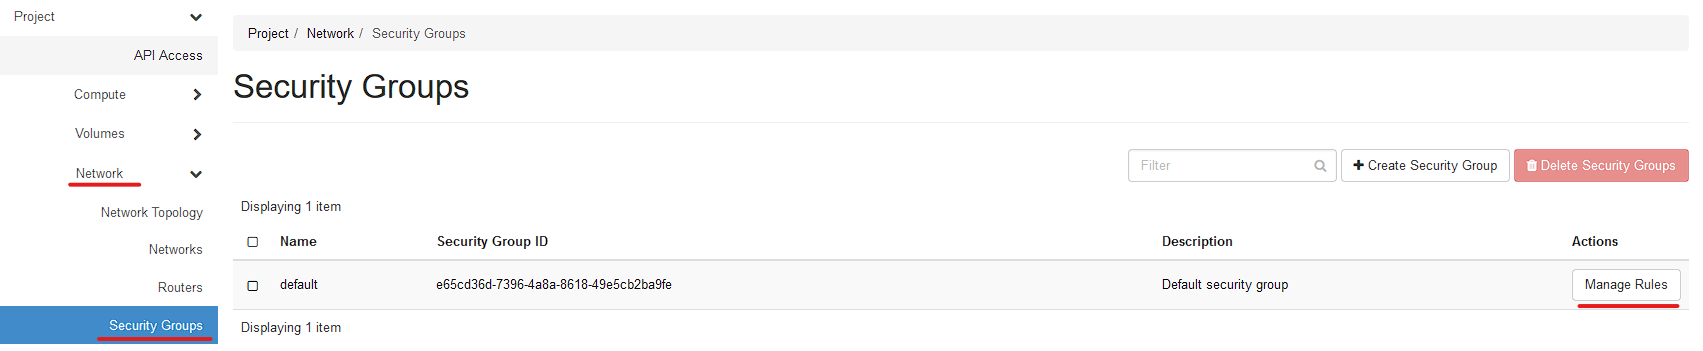 Project
API Access
Compute
Volumes
Network
Network Topology
Networks
Routers
Security Groups
Project / Network / Security Groups
Security Groups
Filter
Create Security Group
Delete Security Groups
Displaying 1 item
Name Security Group ID Description Actions
default e65cd36d-7396-4a8a-8618-49e5cb2ba9fe Default security group Manage Rules
Displaying 1 item